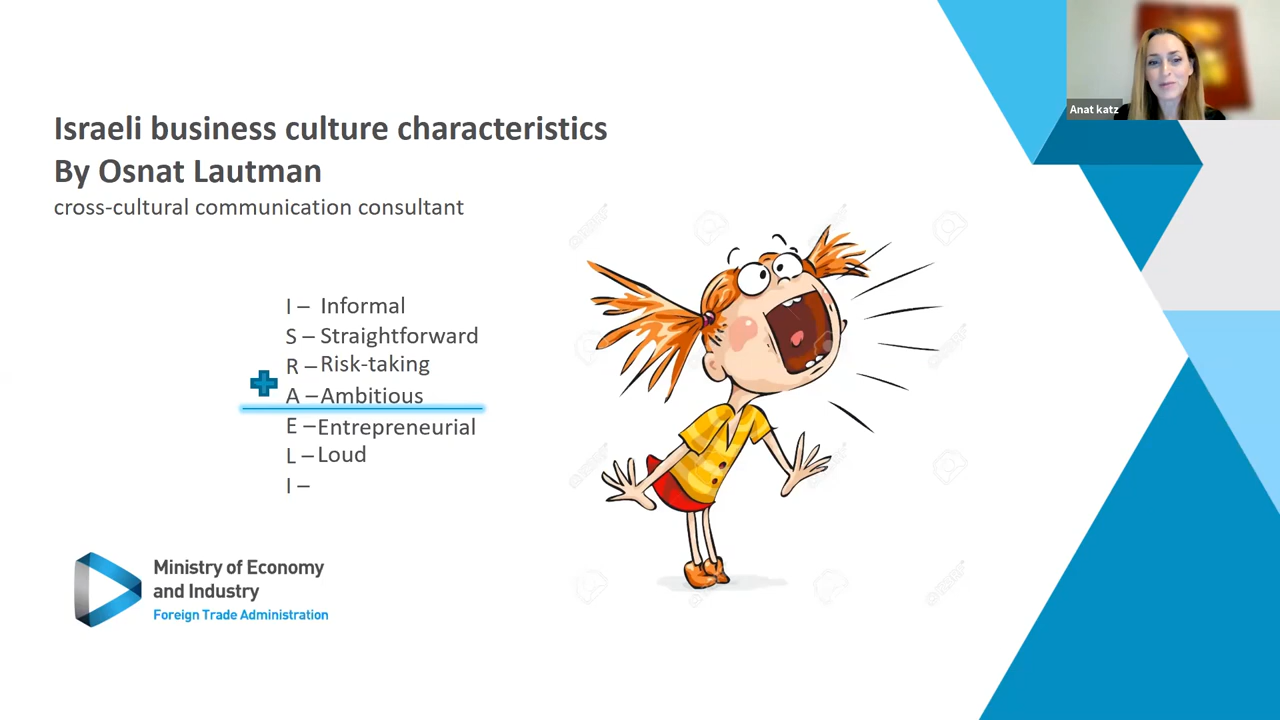 Anat katz
Israeli business culture characteristics
By Osnat Lautman
cross-cultural communication consultant
I – Informal
S – Straightforward
R – Risk-taking
A – Ambitious
E – Entrepreneurial
L – Loud
I –
Ministry of Economy
and Industry
Foreign Trade Administration